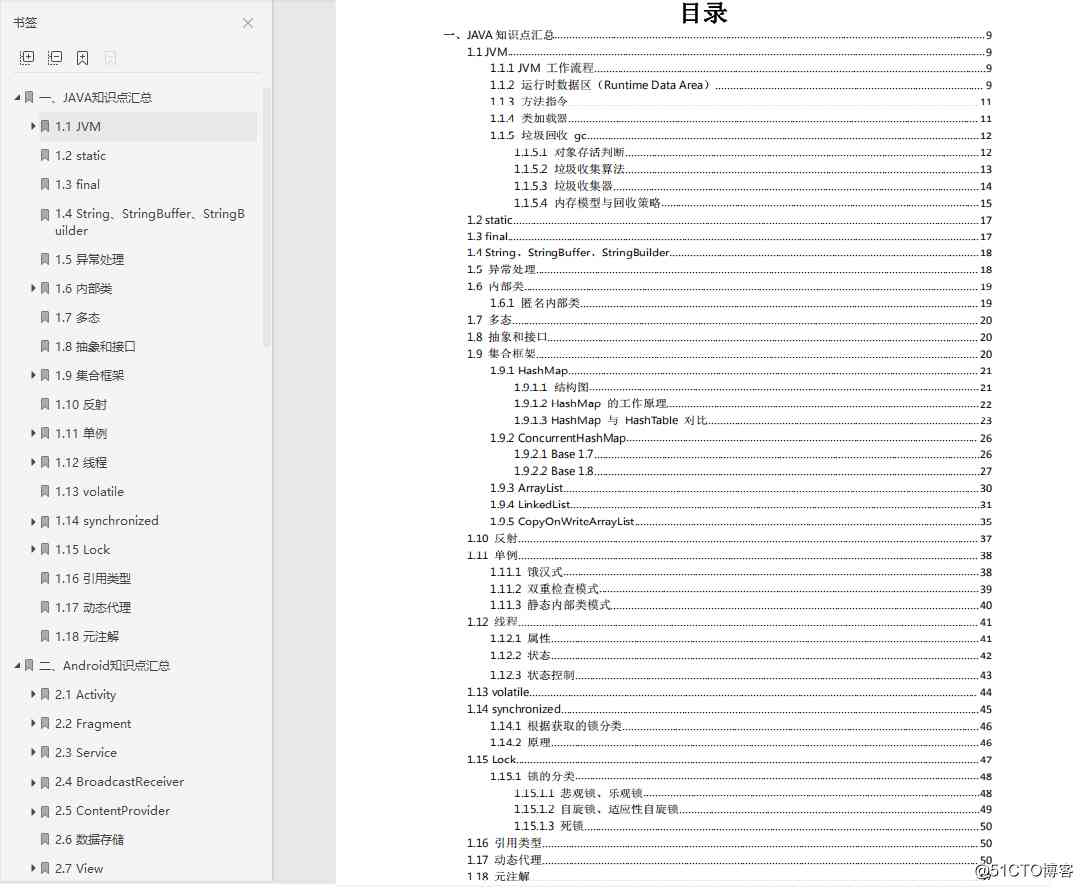 书签
一、JAVA知识点汇总
1.1 JVM
1.2 static
1.3 final
1.4 String、StringBuffer、StringB
uilder
1.5 异常处理
1.6 内部类
1.7 多态
1.8 抽象和接口
1.9 集合框架
1.10 反射
1.11 单例
1.12 线程
1.13 volatile
1.14 synchronized
1.15 Lock
1.16 引用类型
1.17 动态代理
1.18 元注解
二、Android知识点汇总
2.1 Activity
2.2 Fragment
2.3 Service
2.4 BroadcastReceiver
2.5 ContentProvider
2.6 数据存储
2.7 View
目录
一、JAVA 知识点汇总 9
1.1 JVM 9
1.1.1 JVM 工作流程 9
1.1.2 运行时数据区（Runtime Data Area） 9
1.1.3 方法指令 11
1.1.4 类加载器 11
1.1.5 垃圾回收 gc 12
1.1.5.1 对象存活判断 12
1.1.5.2 垃圾收集算法 13
1.1.5.3 垃圾收集器 14
1.1.5.4 内存模型与回收策略 15
1.2 static 17
1.3 final 17
1.4 String、StringBuffer、StringBuilder 18
1.5 异常处理 18
1.6 内部类 19
1.6.1 匿名内部类 19
1.7 多态 20
1.8 抽象和接口 20
1.9 集合框架 20
1.9.1 HashMap 21
1.9.1.1 结构图 21
1.9.1.2 HashMap 的工作原理 22
1.9.1.3 HashMap 与 HashTable 对比 23
1.9.2 ConcurrentHashMap 26
1.9.2.1 Base 1.7 26
1.9.2.2 Base 1.8 27
1.9.3 ArrayList 30
1.9.4 LinkedList 31
1.9.5 CopyOnWriteArrayList 35
1.10 反射 37
1.11 单例 38
1.11.1 饿汉式 38
1.11.2 双重检查模式 39
1.11.3 静态内部类模式 40
1.12 线程 41
1.12.1 属性 41
1.12.2 状态 42
1.12.3 状态控制 43
1.13 volatile 44
1.14 synchronized 45
1.14.1 根据获取的锁分类 46
1.14.2 原理 46
1.15 Lock 47
1.15.1 锁的分类 48
1.15.1.1 悲观锁、乐观锁 48
1.15.1.2 自旋锁、适应性自旋锁 49
1.15.1.3 死锁 50
1.16 引用类型 50
1.17 动态代理 50
1.18 元注解
@51CTO博客